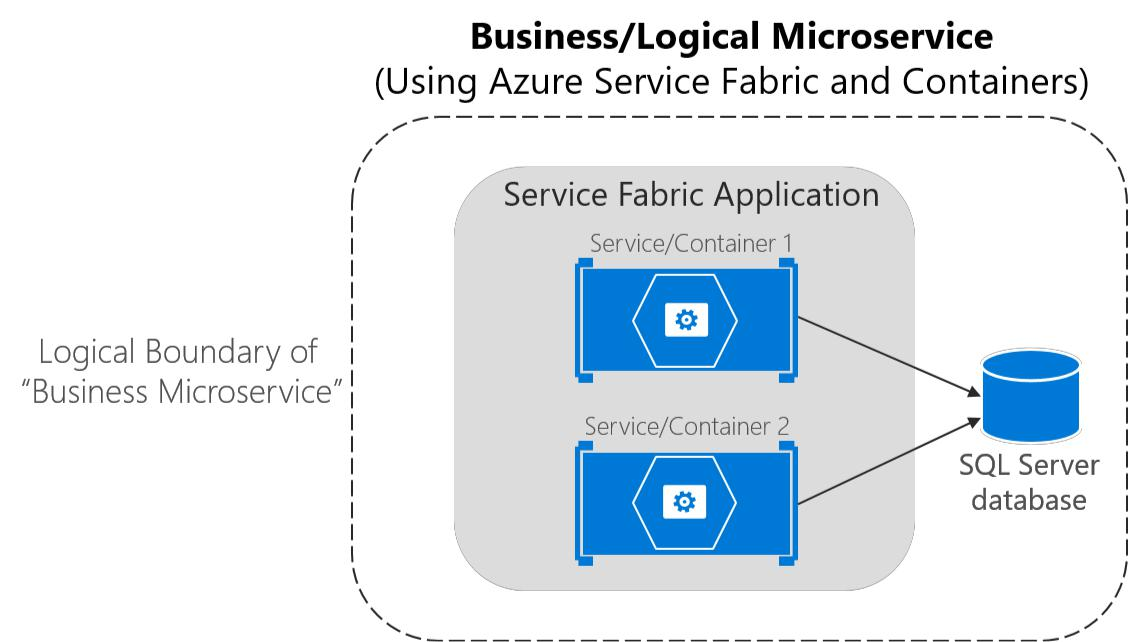 Business/Logical Microservice
(Using Azure Service Fabric and Containers)
Service Fabric Application
Service/Container 1
Logical Boundary of
“Business Microservice”
Service/Container 2
SQL Server
database